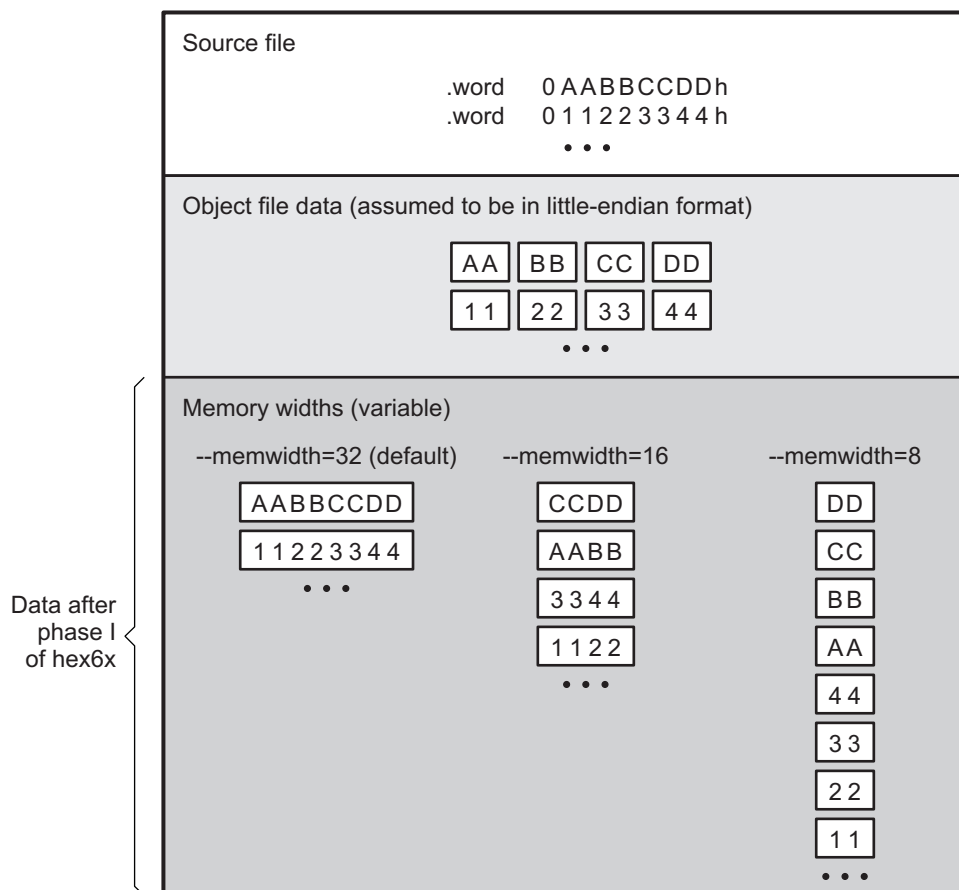 Source file
.word 0AABBCCDDh
.word 011223344h
• • •
Object file data (assumed to be in little-endian format)
AA BB CC DD
11 22 33 44
• • •
Memory widths (variable)
--memwidth=32 (default) --memwidth=16 --memwidth=8
AABBCCDD CCDD DD
11223344 AABB CC
• • • 3344 BB
1122 AA
• • • 44
33
22
11
• • •
Data after
phase I
of hex6x